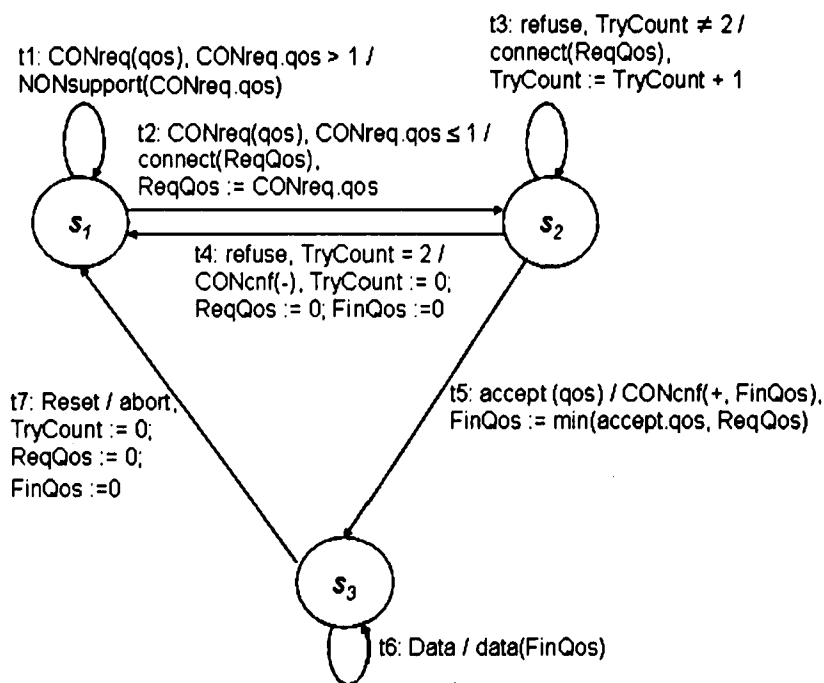 t3: refuse, TryCount ≠ 2 /
connect(ReqQos),
TryCount := TryCount + 1
t1: CONreq(qos), CONreq.qos > 1 /
NONsupport(CONreq.qos)
t2: CONreq(qos), CONreq.qos ≤ 1 /
connect(ReqQos),
ReqQos := CONreq.qos
s1
s2
t4: refuse, TryCount = 2 /
CONcnf(-), TryCount := 0;
ReqQos := 0; FinQos :=0
t7: Reset / abort,
TryCount := 0;
ReqQos := 0;
FinQos :=0
t5: accept (qos) / CONcnf(+, FinQos),
FinQos := min(accept.qos, ReqQos)
s3
t6: Data / data(FinQos)